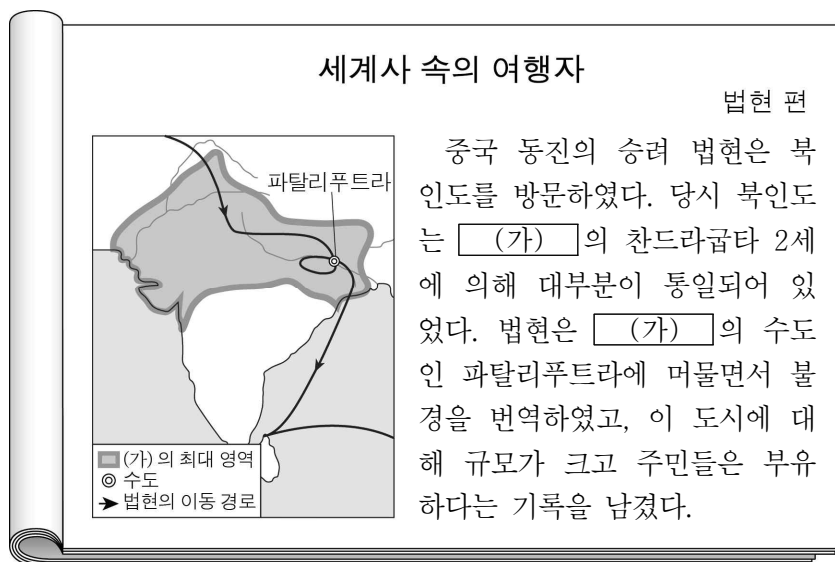 세계사 속의 여행자
법현 편
파탈리푸트라
(가)의 최대 영역
수도
법현의 이동 경로
중국 동진의 승려 법현은 북
인도를 방문하였다. 당시 북인도
는 (가) 의 찬드라굽타 2세
에 의해 대부분이 통일되어 있
었다. 법현은 (가) 의 수도
인 파탈리푸트라에 머물면서 불
경을 번역하였고, 이 도시에 대
해 규모가 크고 주민들은 부유
하다는 기록을 남겼다.